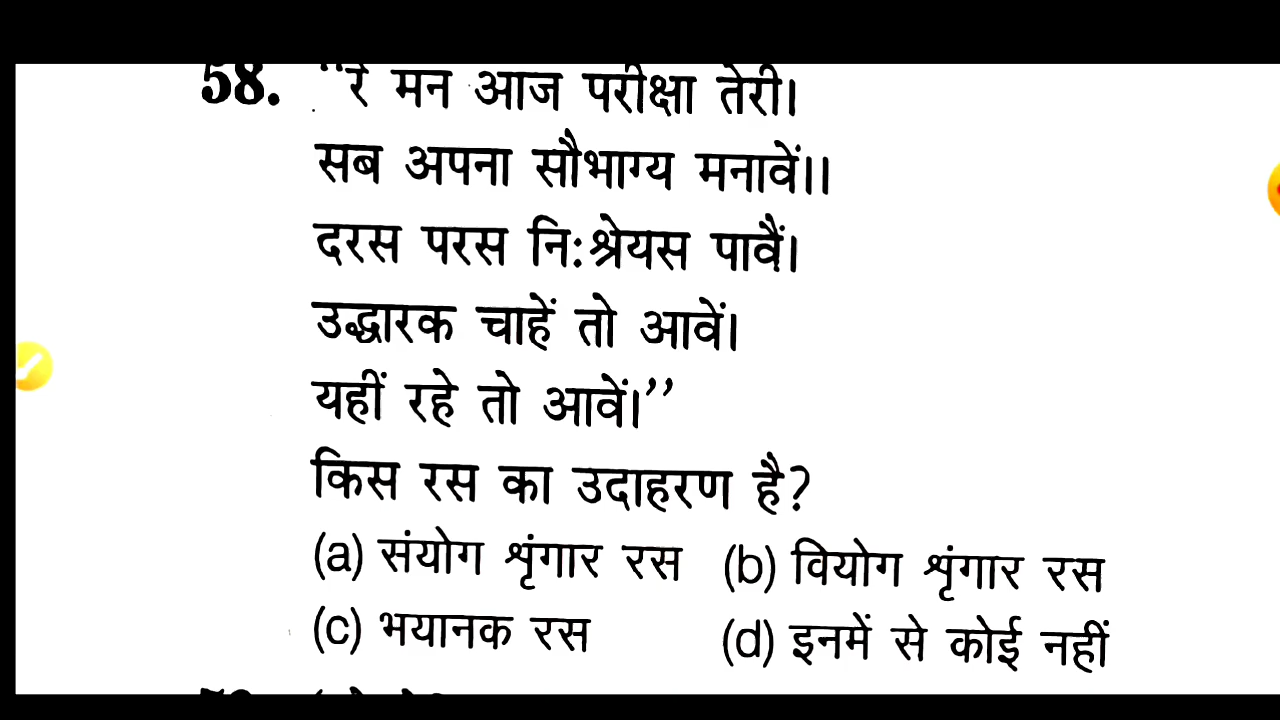 58. “रे मन आज परीक्षा तेरी।
सब अपना सौभाग्य मनावें।।
दरस परस नि:श्रेयस पावैं।
उद्धारक चाहें तो आवें।
यहीं रहे तो आवें।”
किस रस का उदाहरण है?
(a) संयोग शृंगार रस (b) वियोग शृंगार रस
(c) भयानक रस (d) इनमें से कोई नहीं